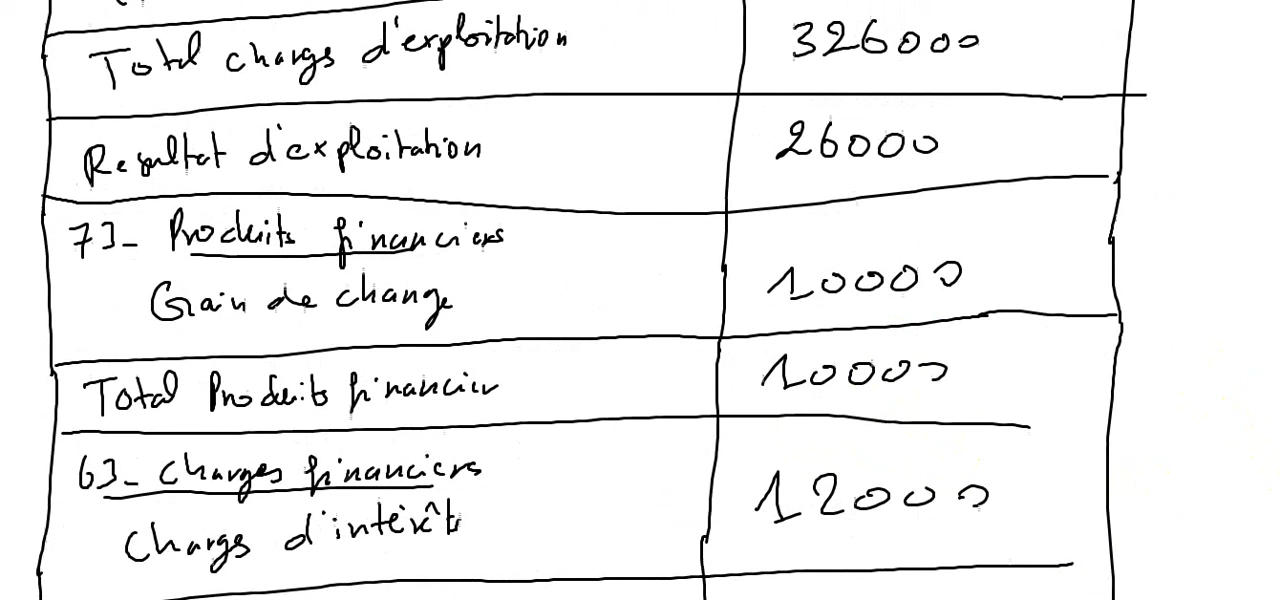 Total charges d'exploitation 326000
Resultat d'exploitation 26000
73- Produits financiers
Gain de change 10000
Total Produits financier 10000
63- Charges financiers
Charges d'intérêts 12000